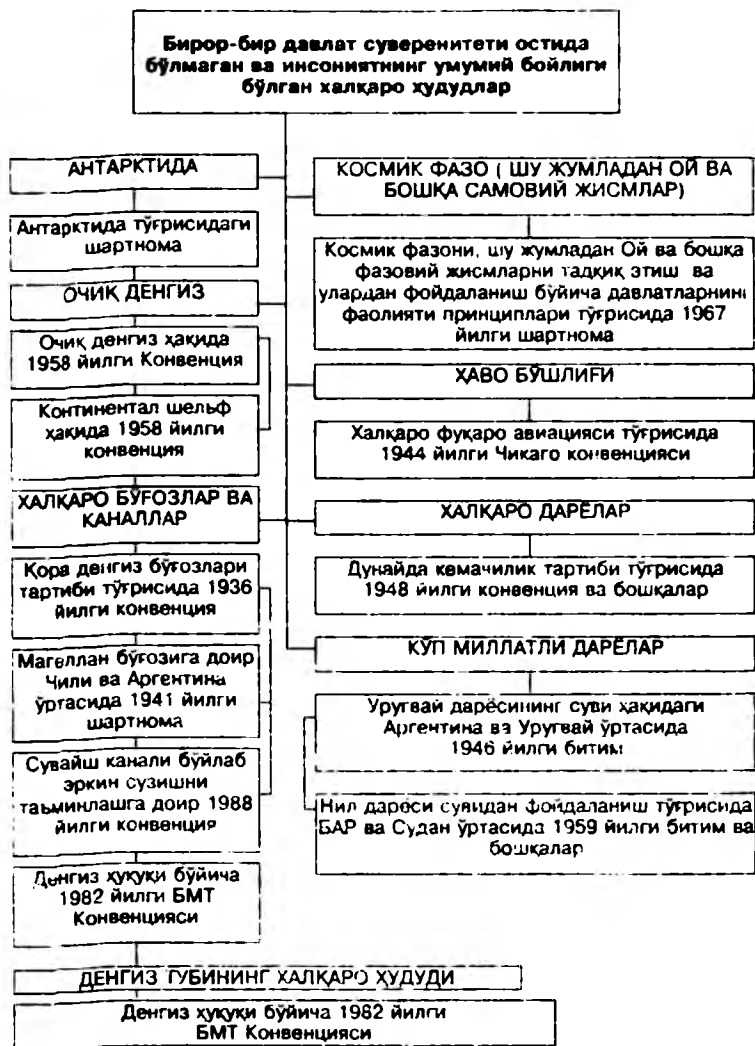 Бирор-бир давлат суверенитети остида
бўлмаган ва инсониятнинг умумий бойлиги
бўлган халқаро ҳудудлар
АНТАРКТИДА
Антарктида тўғрисидаги
шартнома
ОЧИҚ ДЕНГИЗ
Очиқ денгиз ҳақида
1958 йилги Конвенция
Континентал шельф
ҳақида 1958 йилги
конвенция
ХАЛҚАРО БЎҒОЗЛАР ВА
КАНАЛЛАР
Қора денгиз бўғозлари
тартиби тўғрисида 1936
йилги конвенция
Магеллан бўғозига доир
Чили ва Аргентина
ўртасида 1941 йилги
шартнома
Сувайш канали бўйлаб
эркин сузишни
таъминлашга доир 1988
йилги конвенция
Денгиз ҳуқуқи бўйича
1982 йилги БМТ
Конвенцияси
КОСМИК ФАЗО ( ШУ ЖУМЛАДАН ОЙ ВА
БОШҚА САМОВИЙ ЖИСМЛАР)
Космик фазони, шу жумладан Ой ва бошқа
фазовий жисмларни тадқиқ этиш ва
улардан фойдаланиш бўйича давлатларнинг
фаолияти принциплари тўғрисида 1967
йилги шартнома
ҲАВО БЎШЛИҒИ
Халқаро фуқаро авиацияси тўғрисида
1944 йилги Чикаго конвенцияси
ХАЛҚАРО ДАРЁЛАР
Дунайда кемачилик тартиби тўғрисида
1948 йилги конвенция ва бошқалар
КЎП МИЛЛАТЛИ ДАРЁЛАР
Уругвай дарёсининг суви ҳақидаги
Аргентина ва Уругвай ўртасида
1946 йилги битим
Нил дарёси сувидан фойдаланиш тўғрисида
БАР ва Судан ўртасида 1959 йилги битим ва
бошқалар
ДЕНГИЗ ТУБИНИНГ ХАЛҚАРО ҲУДУДИ
Денгиз ҳуқуқи бўйича 1982 йилги
БМТ Конвенцияси